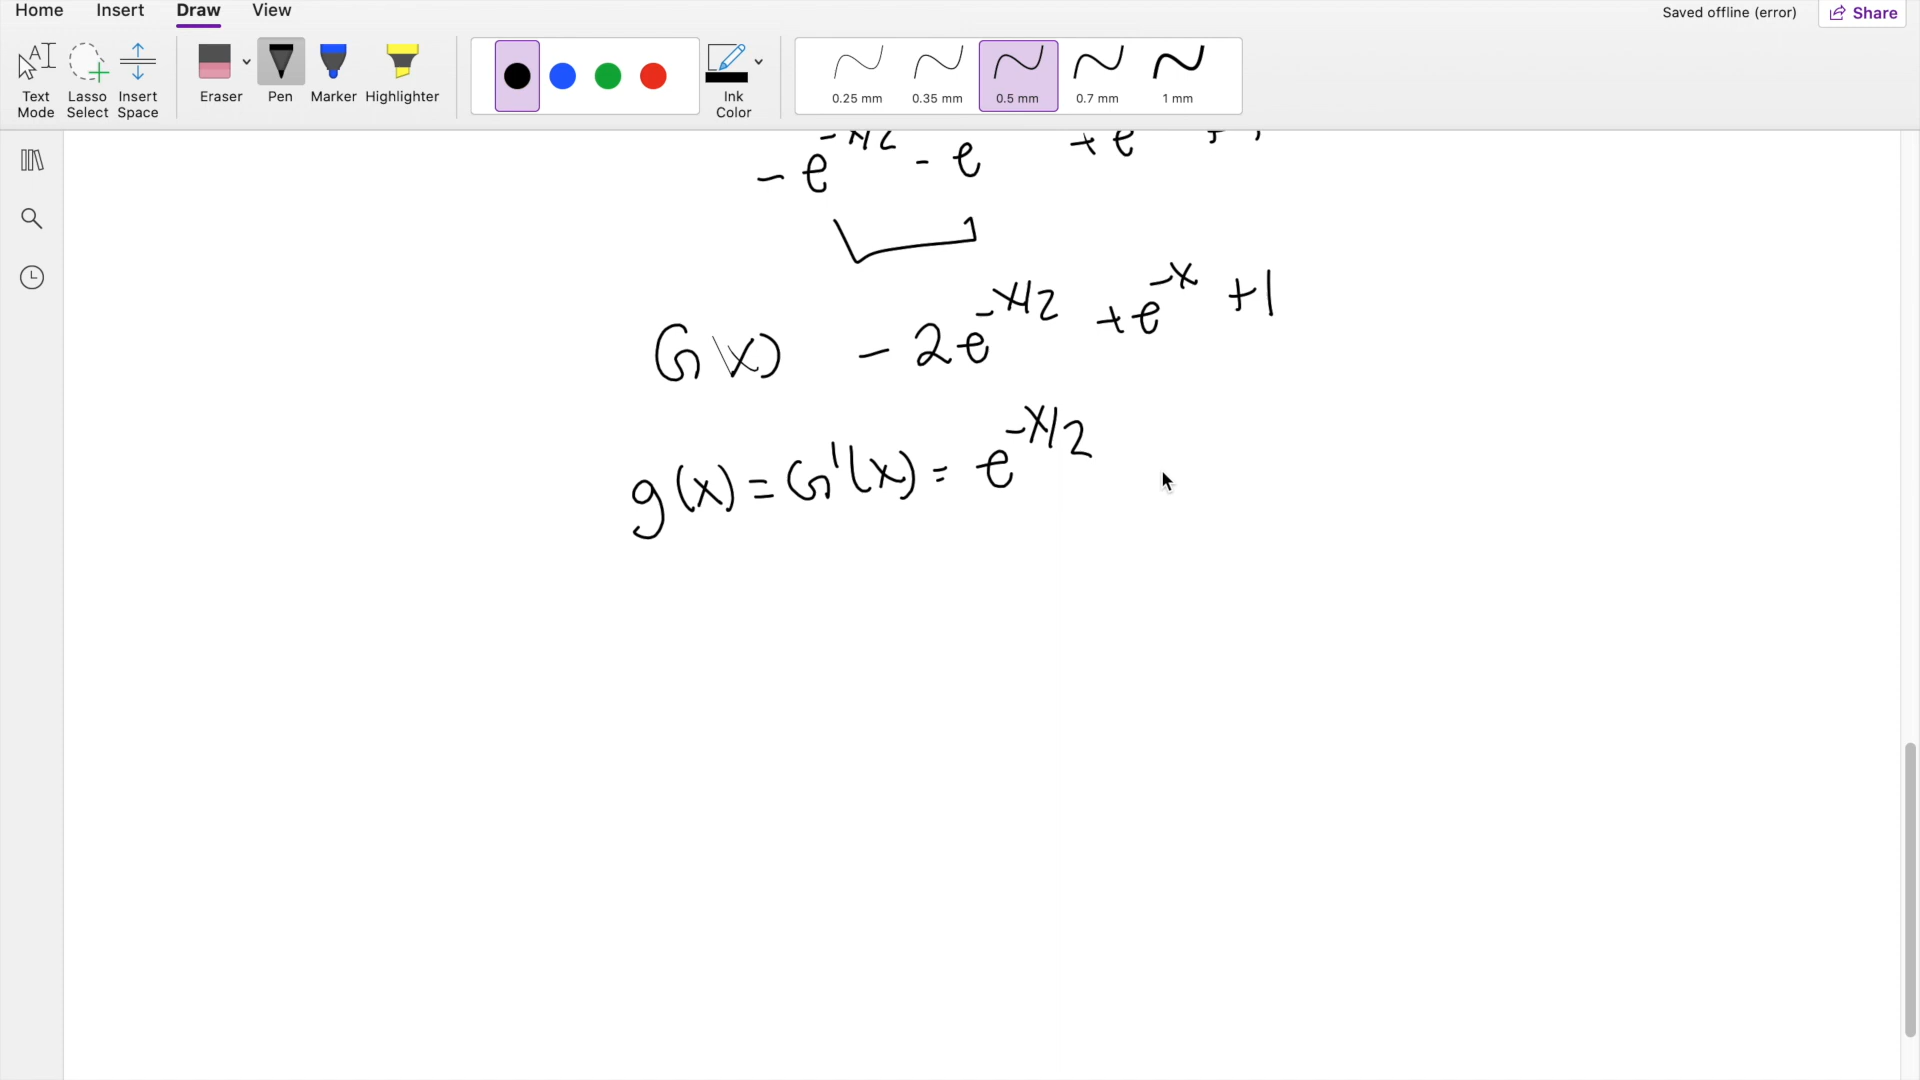 Home Insert Draw View
Saved offline (error) Share
Text Mode Lasso Select Insert Space Eraser Pen Marker Highlighter Ink Color 0.25 mm 0.35 mm 0.5 mm 0.7 mm 1 mm
- e^{-x/2} - e + e
G(x) - 2e^{-x/2} + e^{-x} + 1
g(x) = G'(x) = e^{-x/2}